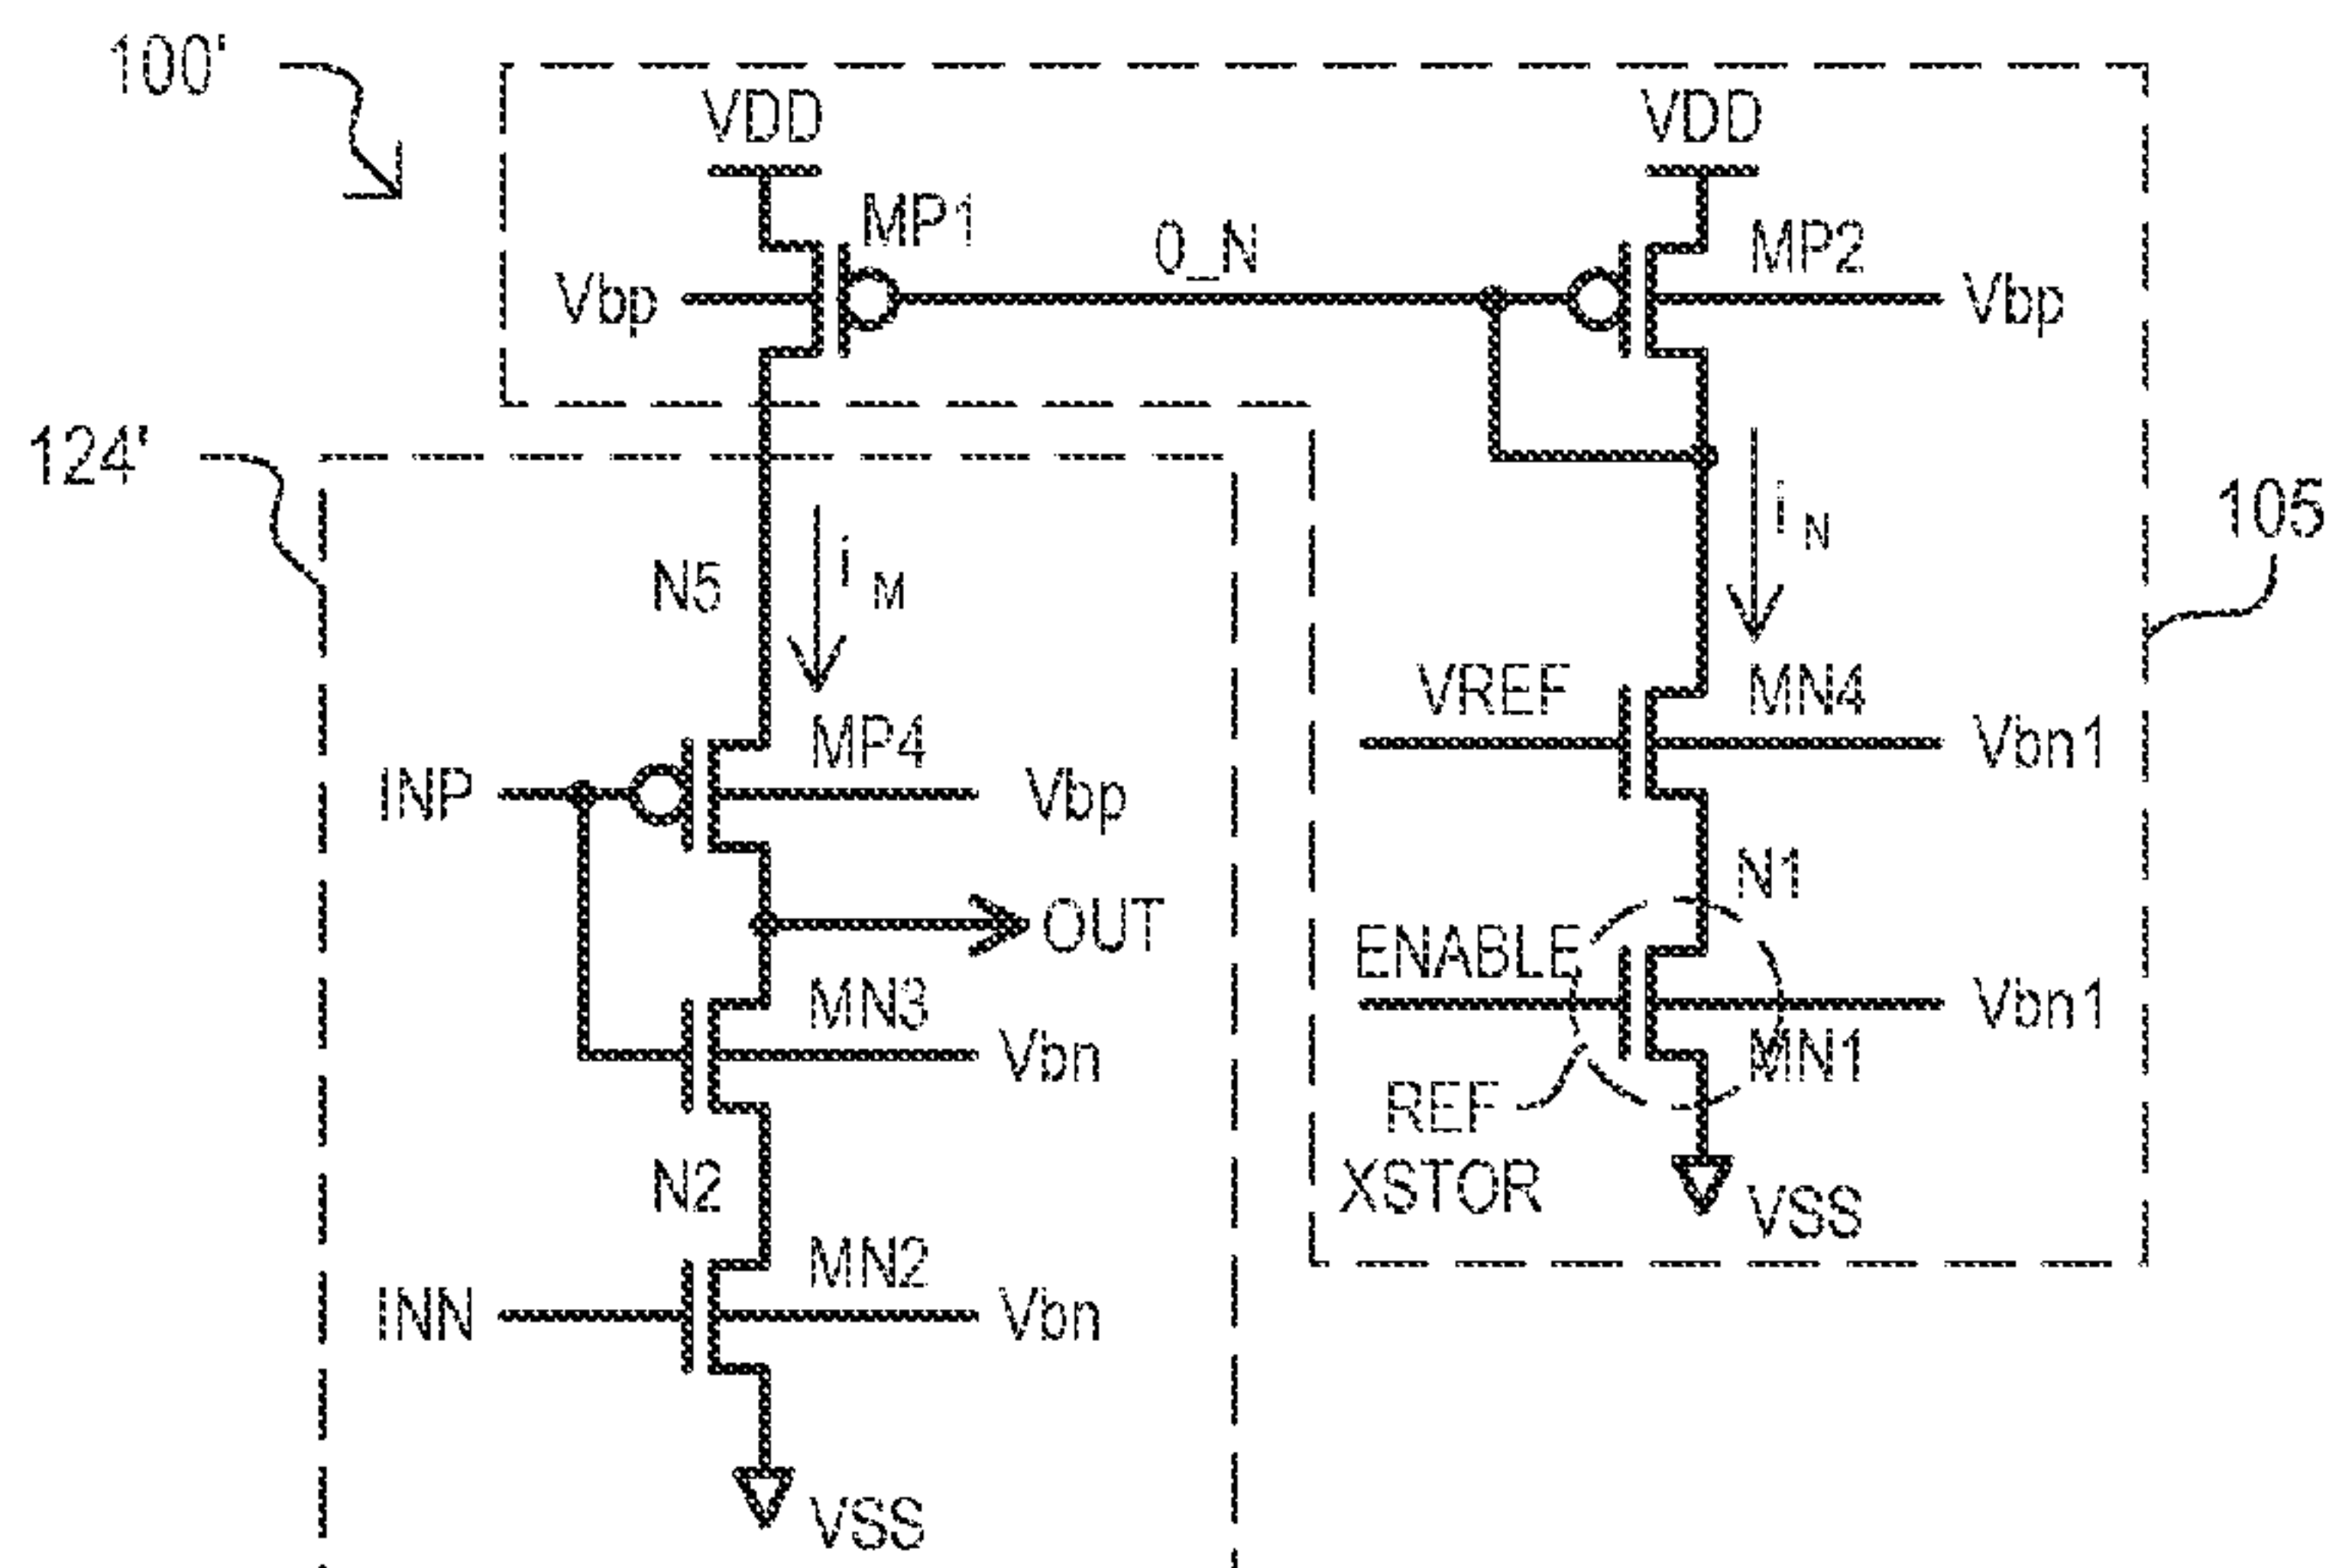 100'
VDD
VDD
MP1
0_N
MP2
Vbp
Vbp
124'
105
iN
N5
iM
VREF
MN4
MP4
Vbn1
INP
Vbp
N1
OUT
ENABLE
MN3
Vbn1
Vbn
MN1
REF
XSTOR
N2
VSS
MN2
INN
Vbn
VSS